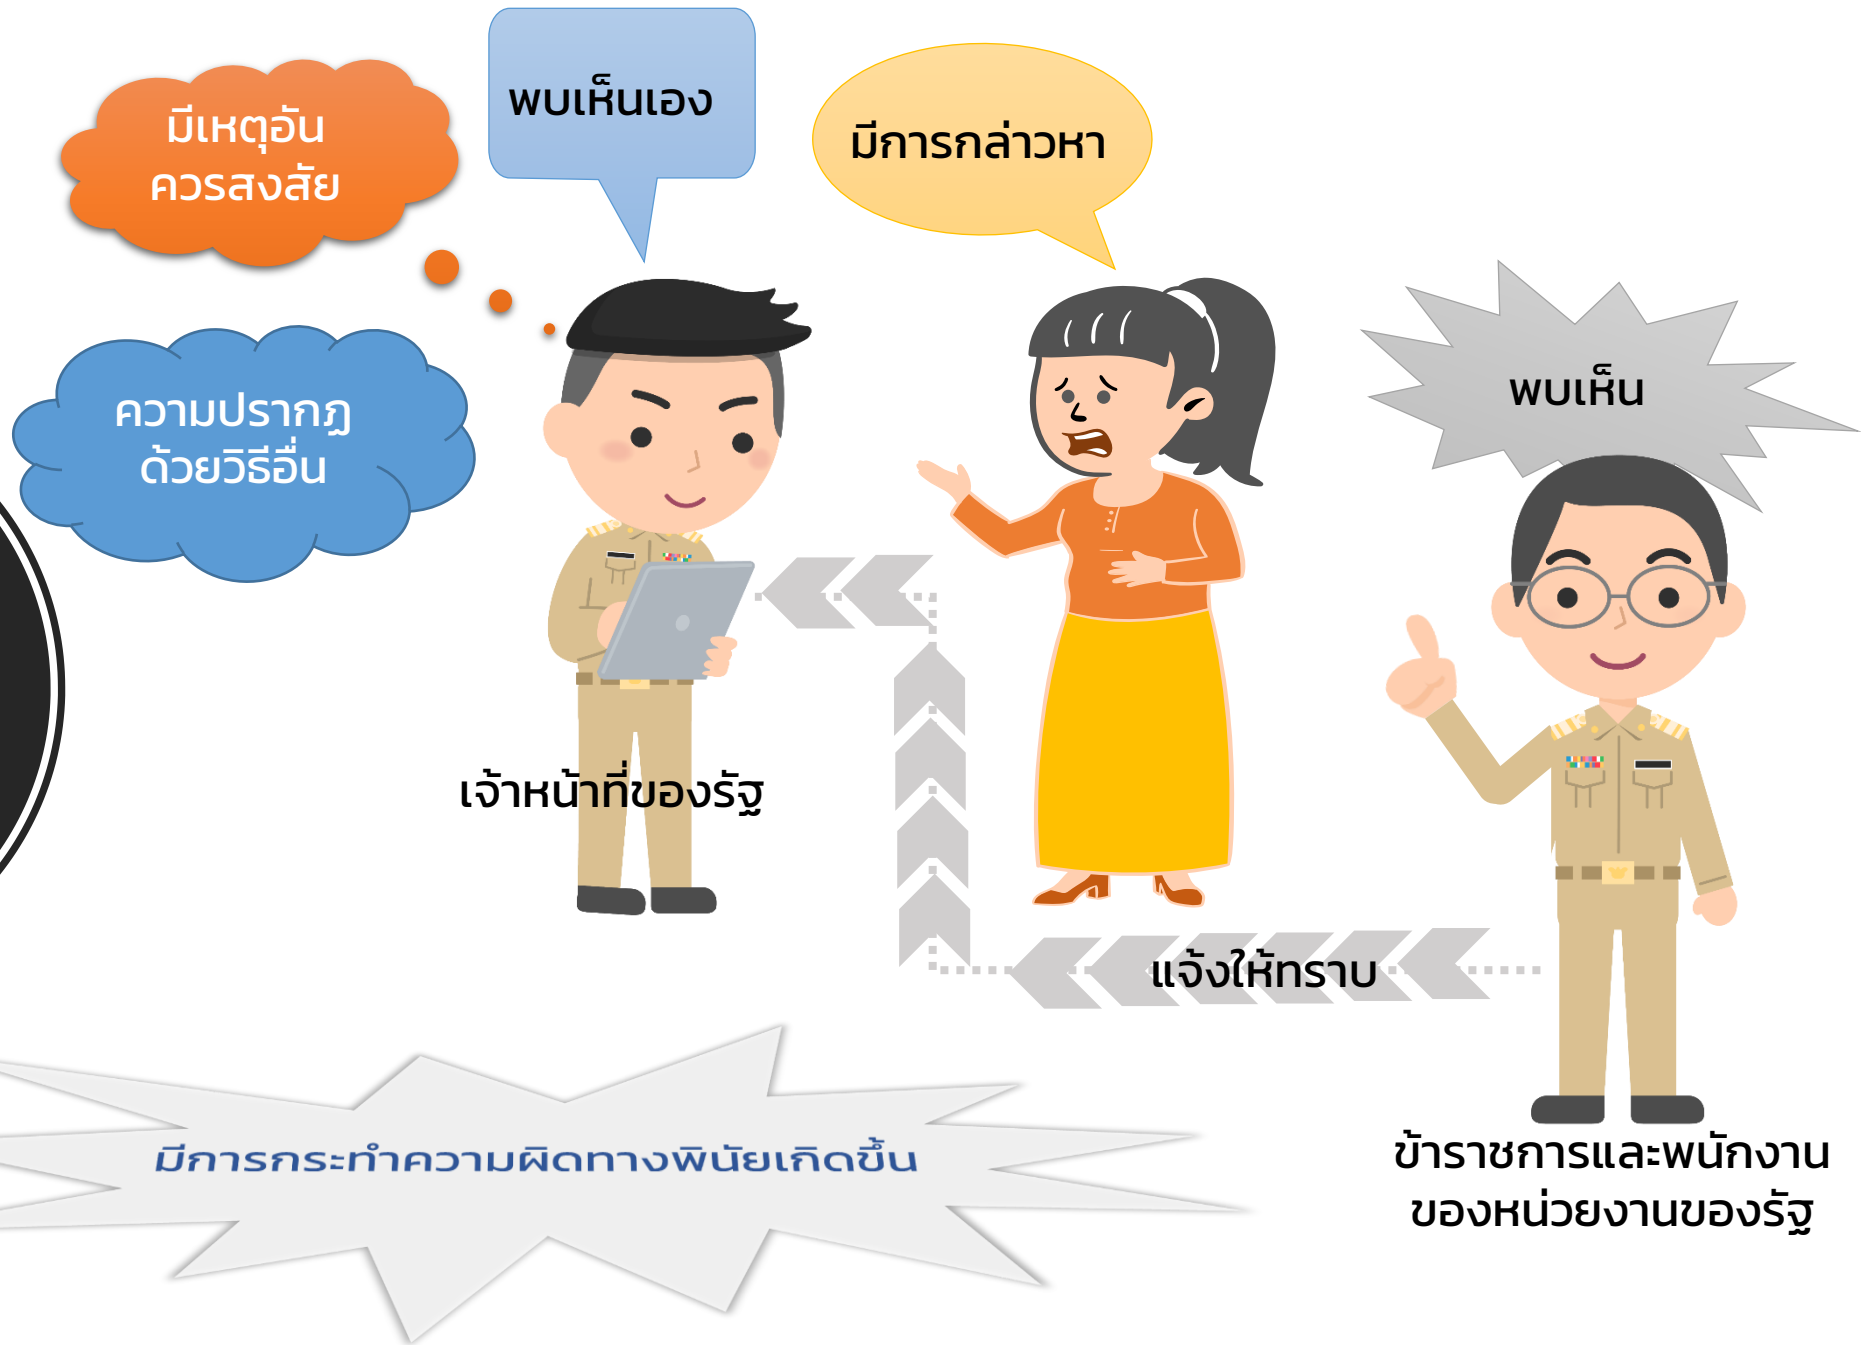 พบเห็นเอง
มีเหตุอัน
ควรสงสัย
มีการกล่าวหา
พบเห็น
ความปรากฏ
ด้วยวิธีอื่น
เจ้าหน้าที่ของรัฐ
แจ้งให้ทราบ
มีการกระทำความผิดทางพินัยเกิดขึ้น
ข้าราชการและพนักงาน
ของหน่วยงานของรัฐ